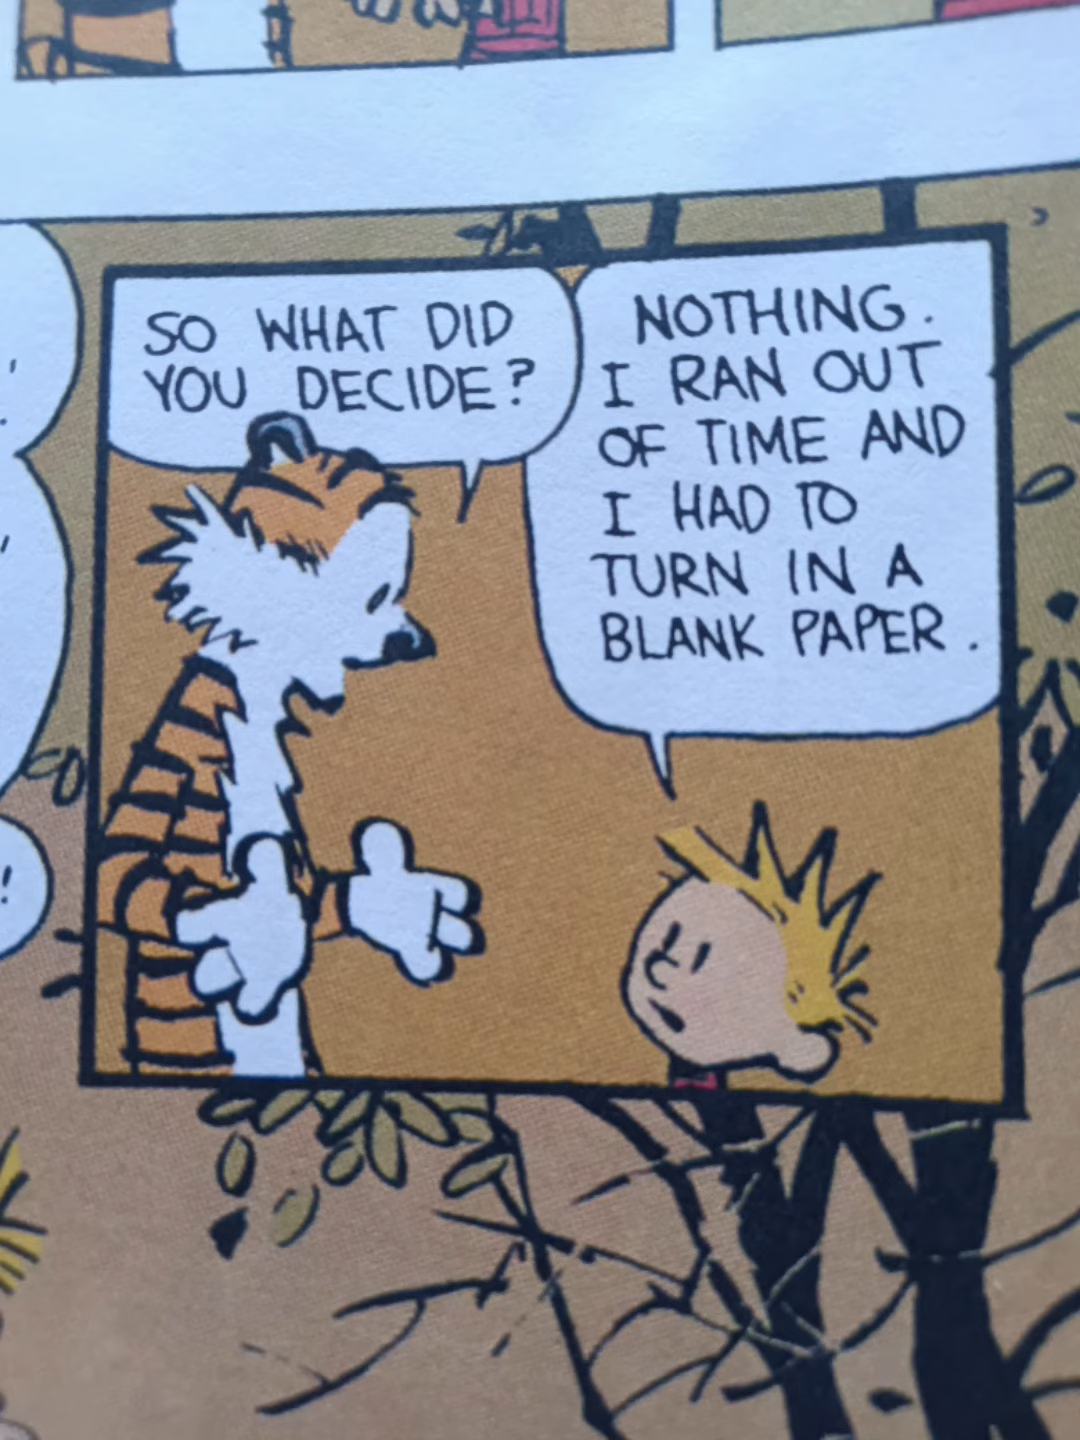 SO WHAT DID
YOU DECIDE?
NOTHING.
I RAN OUT
OF TIME AND
I HAD TO
TURN IN A
BLANK PAPER.
!